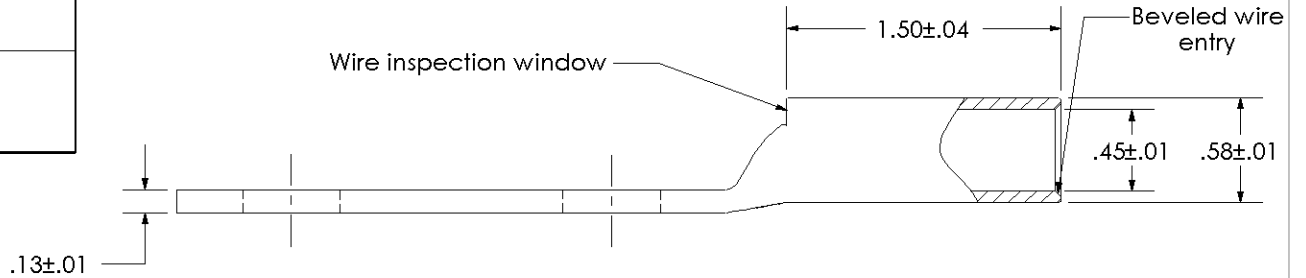 Beveled wire
entry
1.50±.04
Wire inspection window
.45±.01
.58±.01
.13±.01